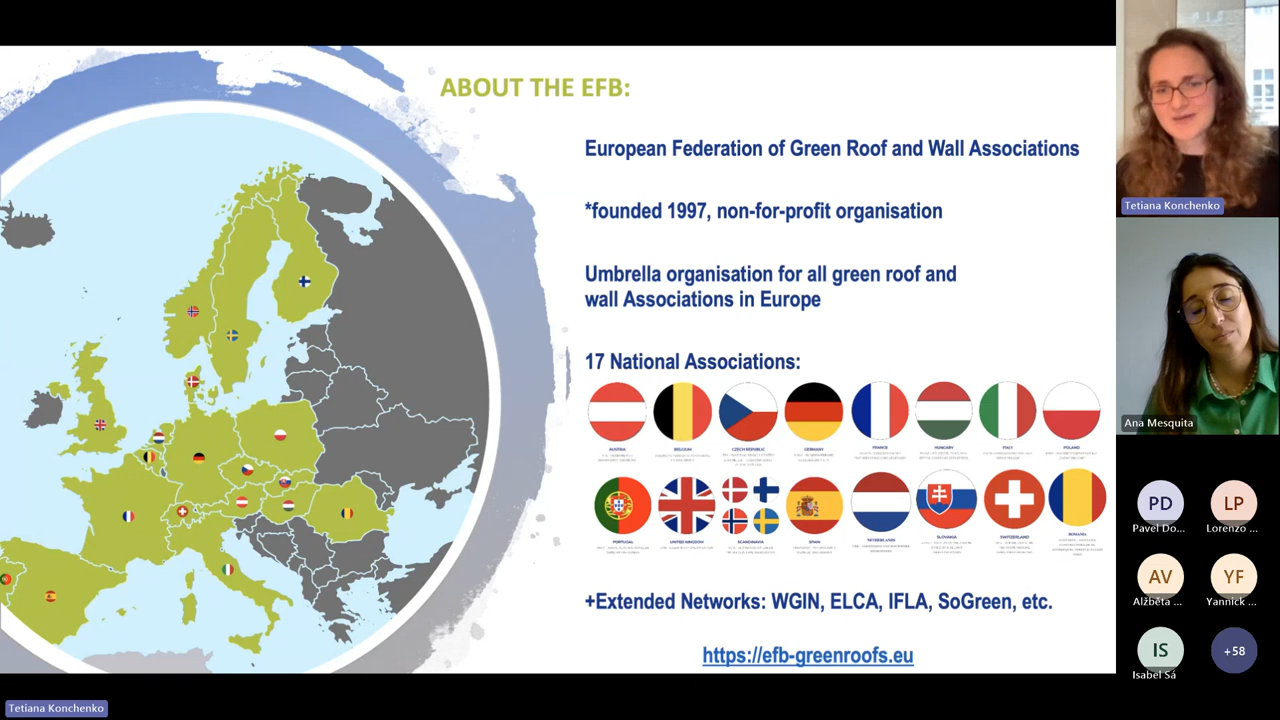 ABOUT THE EFB:
European Federation of Green Roof and Wall Associations
*founded 1997, non-for-profit organisation
Umbrella organisation for all green roof and
wall Associations in Europe
17 National Associations:
AUSTRIA
BELGIUM
CZECH REPUBLIC
GERMANY
FRANCE
HUNGARY
ITALY
POLAND
PORTUGAL
UNITED KINGDOM
SCANDINAVIA
SPAIN
SWITZERLAND
+Extended Networks: WGIN, ELCA, IFLA, SoGreen, etc.
https://efb-greenroofs.eu
Tetiana Konchenko
Tetiana Konchenko
Ana Mesquita
PD
LP
Pavel Do...
Lorenzo ...
AV
YF
Alžběta ...
Yannick ...
IS
+58
Isabel Sá